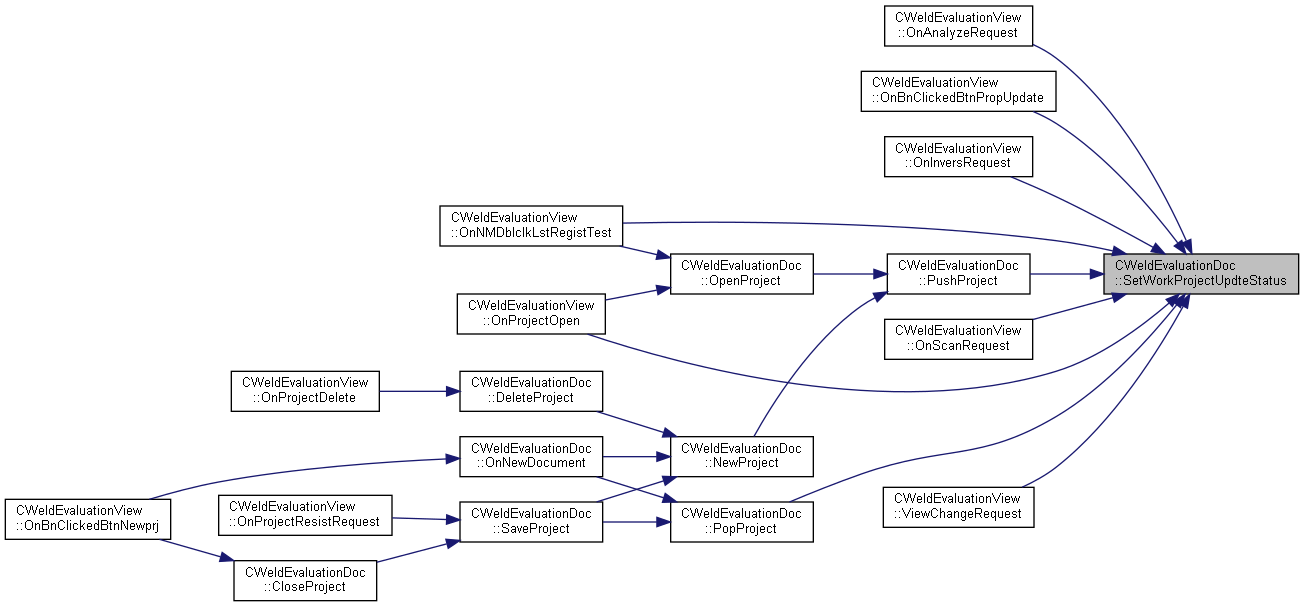 CWeldEvaluationView
::OnAnalyzeRequest
CWeldEvaluationView
::OnBnClickedBtnPropUpdate
CWeldEvaluationView
::OnInversRequest
CWeldEvaluationView
::OnNMDblclkLstRegistTest
CWeldEvaluationDoc
::OpenProject
CWeldEvaluationDoc
::PushProject
CWeldEvaluationDoc
::SetWorkProjectUpdteStatus
CWeldEvaluationView
::OnProjectOpen
CWeldEvaluationView
::OnScanRequest
CWeldEvaluationView
::OnProjectDelete
CWeldEvaluationDoc
::DeleteProject
CWeldEvaluationDoc
::OnNewDocument
CWeldEvaluationDoc
::NewProject
CWeldEvaluationView
::OnBnClickedBtnNewprj
CWeldEvaluationView
::OnProjectResistRequest
CWeldEvaluationDoc
::SaveProject
CWeldEvaluationDoc
::PopProject
CWeldEvaluationView
::ViewChangeRequest
CWeldEvaluationDoc
::CloseProject